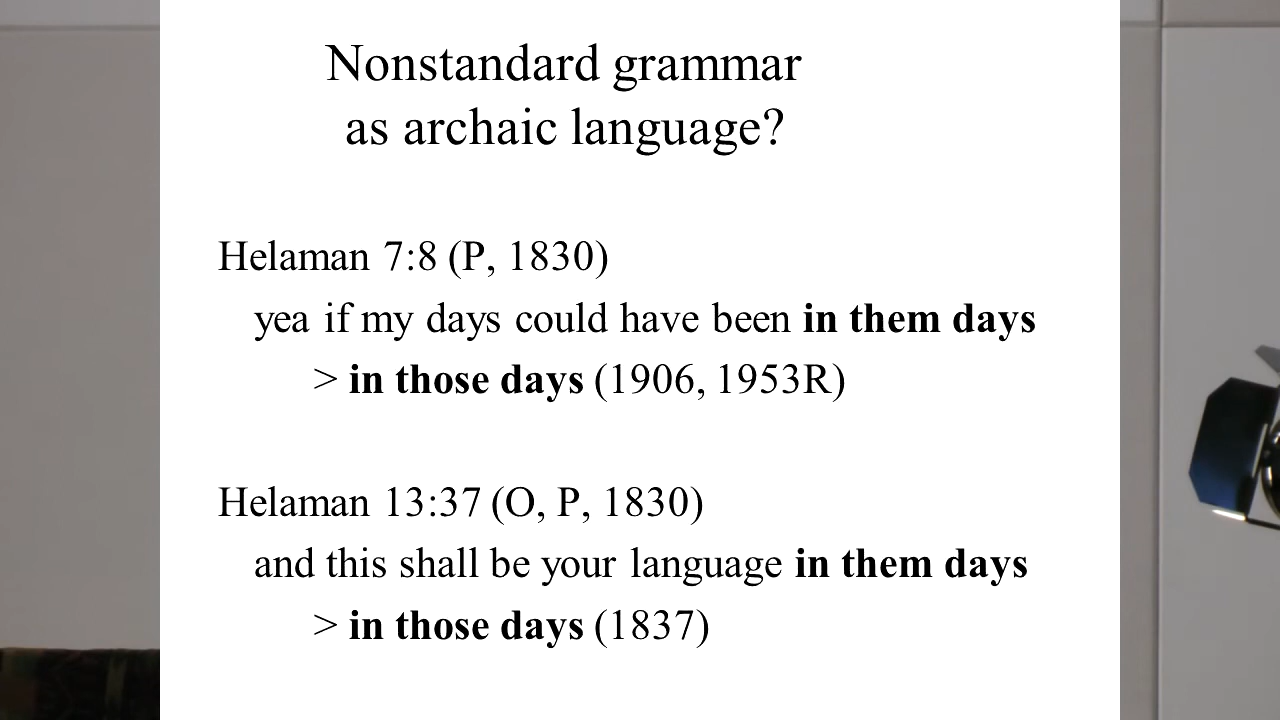 Nonstandard grammar
as archaic language?
Helaman 7:8 (P, 1830)
yea if my days could have been in them days
> in those days (1906, 1953R)
Helaman 13:37 (O, P, 1830)
and this shall be your language in them days
> in those days (1837)